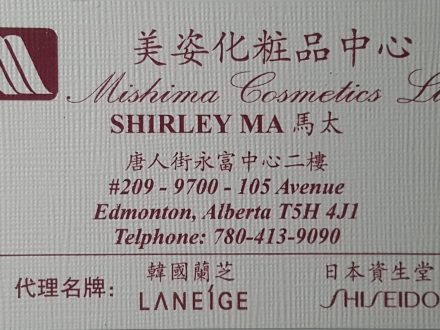 美姿化粧品中心
Mishima Cosmetics
SHIRLEY MA 馬太
唐人街永富中心二樓
#209 - 9700 - 105 Avenue
Edmonton, Alberta T5H 4J1
Telphone: 780-413-9090
代理名牌: 韓國蘭芝 日本資生堂
LANEIGE SHISEIDO